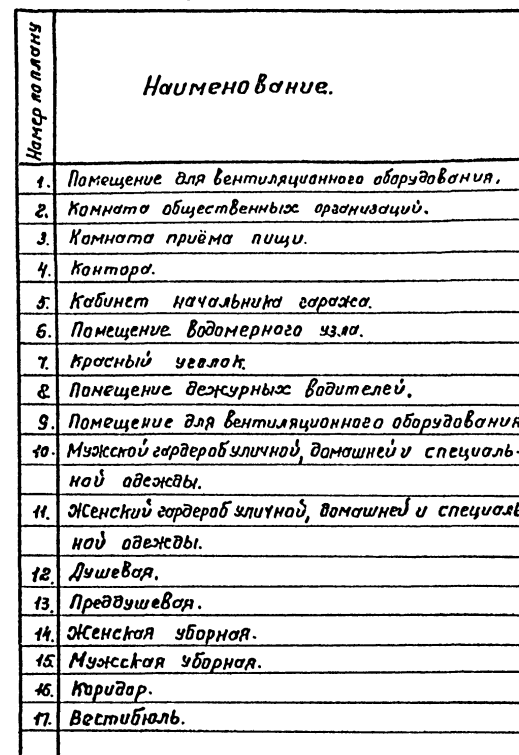 Номер по плану
Наименование.
1. Помещение для вентиляционного оборудования.
2. Комната общественных организаций.
3. Комната приёма пищи.
4. Контора.
5. Кабинет начальника гаража.
6. Помещение водомерного узла.
7. Красный уголок.
8. Помещение дежурных водителей.
9. Помещение для вентиляционного оборудования
10. Мужской гардероб уличной, домашней и специаль-
ной одежды.
11. Женский гардероб уличной, домашней и специаль
ной одежды.
12. Душевая.
13. Преддушевая.
14. Женская уборная.
15. Мужская уборная.
16. Коридор.
17. Вестибюль.